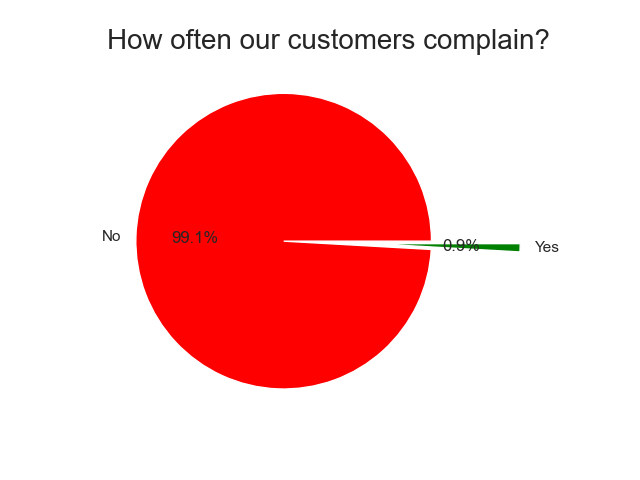 How often our customers complain?
No
99.1%
0.9%
Yes